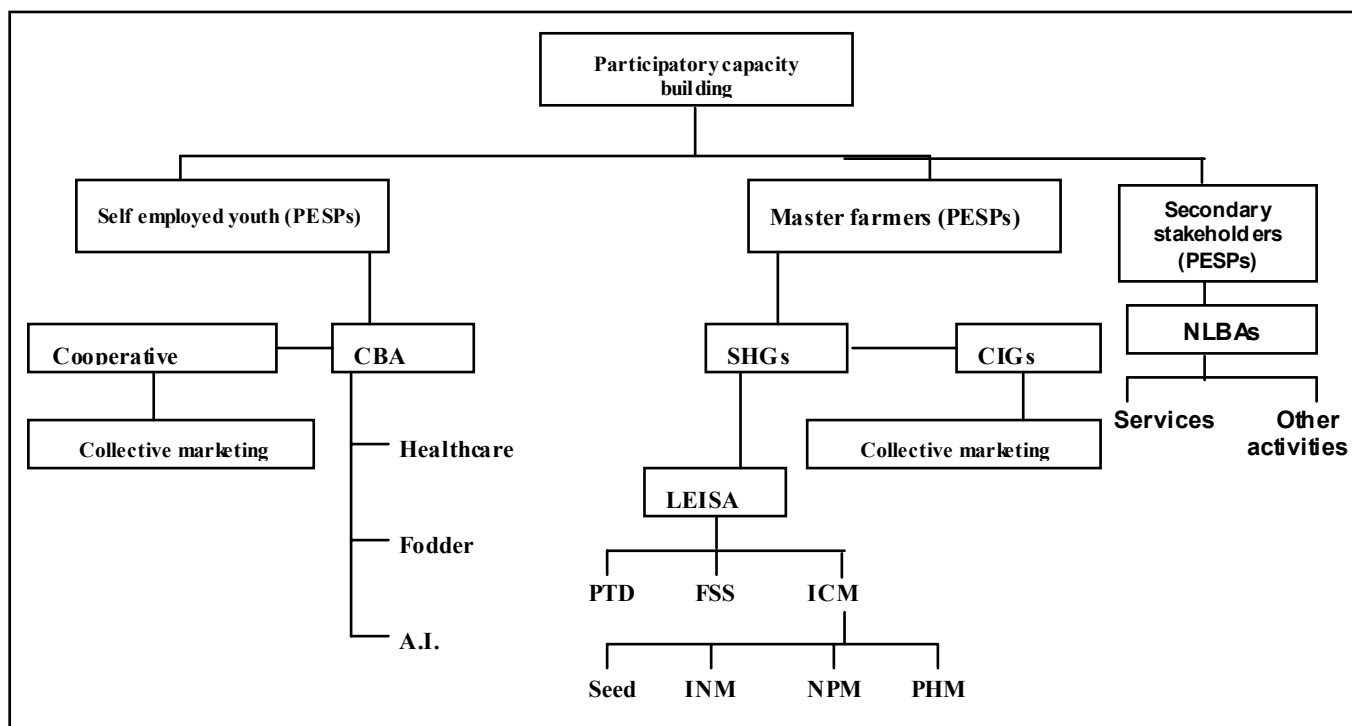 Participatory capacity
building
Self employed youth (PESPs)
Master farmers (PESPs)
Secondary
stakeholders
(PESPs)
Cooperative
CBA
SHGs
CIGs
NLBAs
Collective marketing
Healthcare
Fodder
A.I.
Collective marketing
Services
Other
activities
LEISA
PTD
FSS
ICM
Seed
INM
NPM
PHM